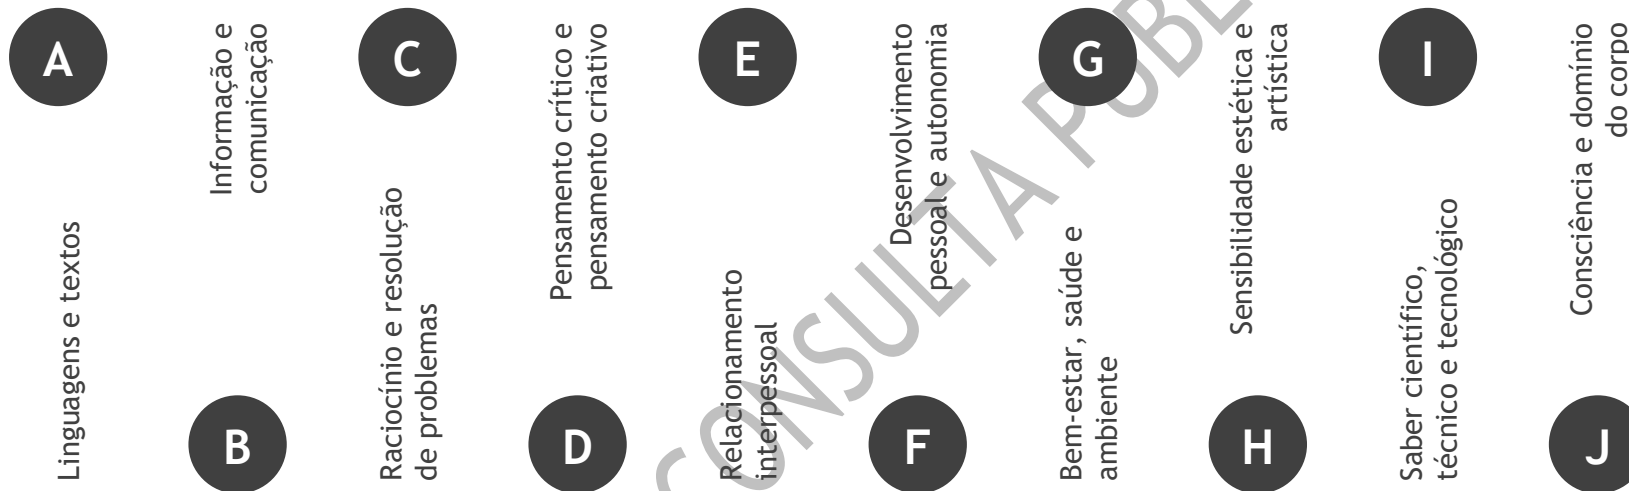 A
Linguagens e textos
Informação e
comunicação
B
C
Raciocínio e resolução
de problemas
Pensamento crítico e
pensamento criativo
D
E
Relacionamento
interpessoal
Desenvolvimento
pessoal e autonomia
F
G
Bem-estar, saúde e
ambiente
Sensibilidade estética e
artística
H
I
Saber científico,
técnico e tecnológico
Consciência e domínio
do corpo
J
CONSULTA